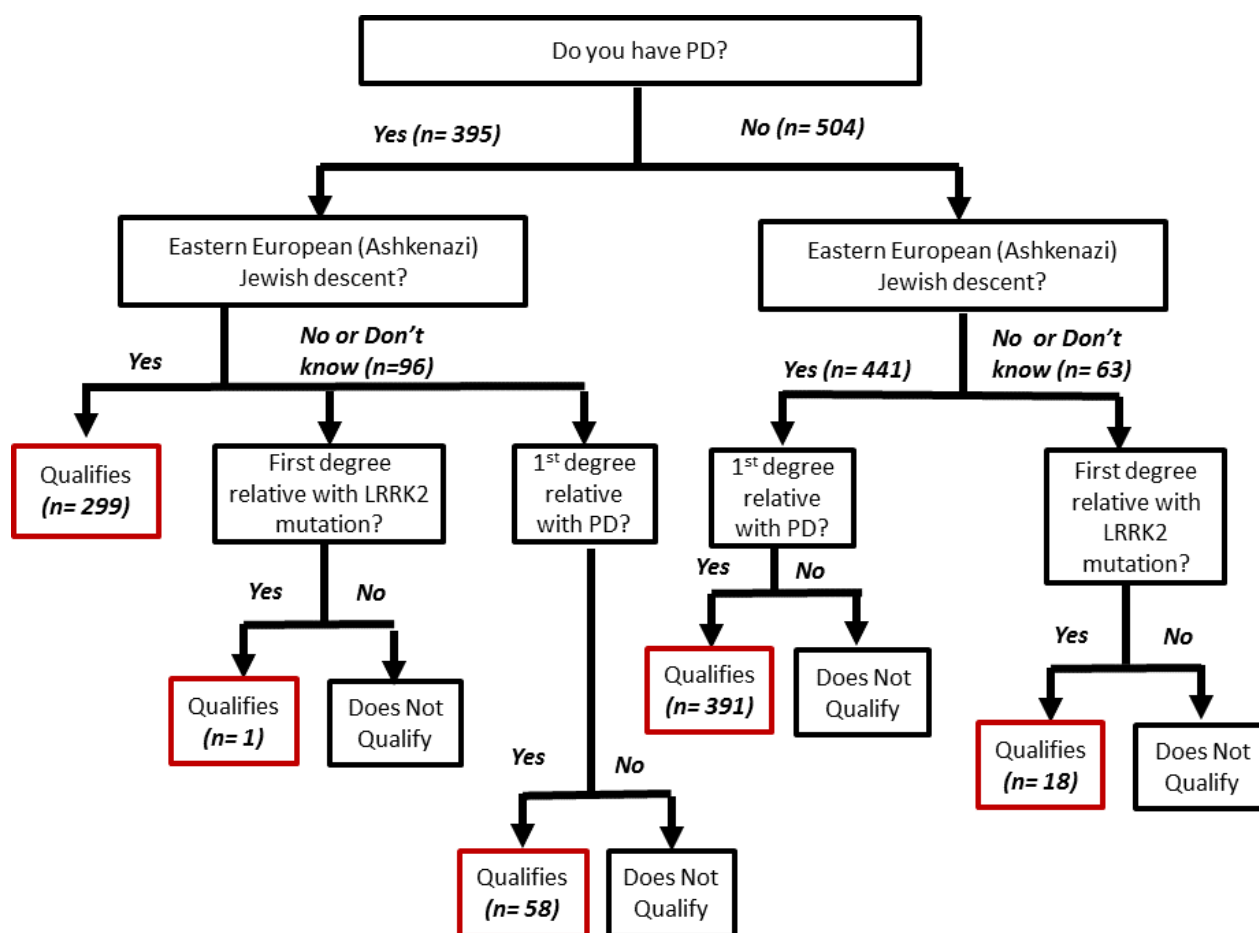 Do you have PD?
Yes (n= 395)
No (n= 504)
Eastern European (Ashkenazi)
Jewish descent?
Eastern European (Ashkenazi)
Jewish descent?
Yes
No or Don’t
know (n=96)
Yes (n= 441)
No or Don’t
know (n= 63)
Qualifies
(n= 299)
First degree
relative with LRRK2
mutation?
1st degree
relative
with PD?
1st degree
relative
with PD?
First degree
relative with
LRRK2
mutation?
Yes
No
Yes
No
Yes
No
Qualifies
(n= 1)
Does Not
Qualify
Qualifies
(n= 391)
Does Not
Qualify
Qualifies
(n= 18)
Does Not
Qualify
Yes
No
Qualifies
(n= 58)
Does Not
Qualify